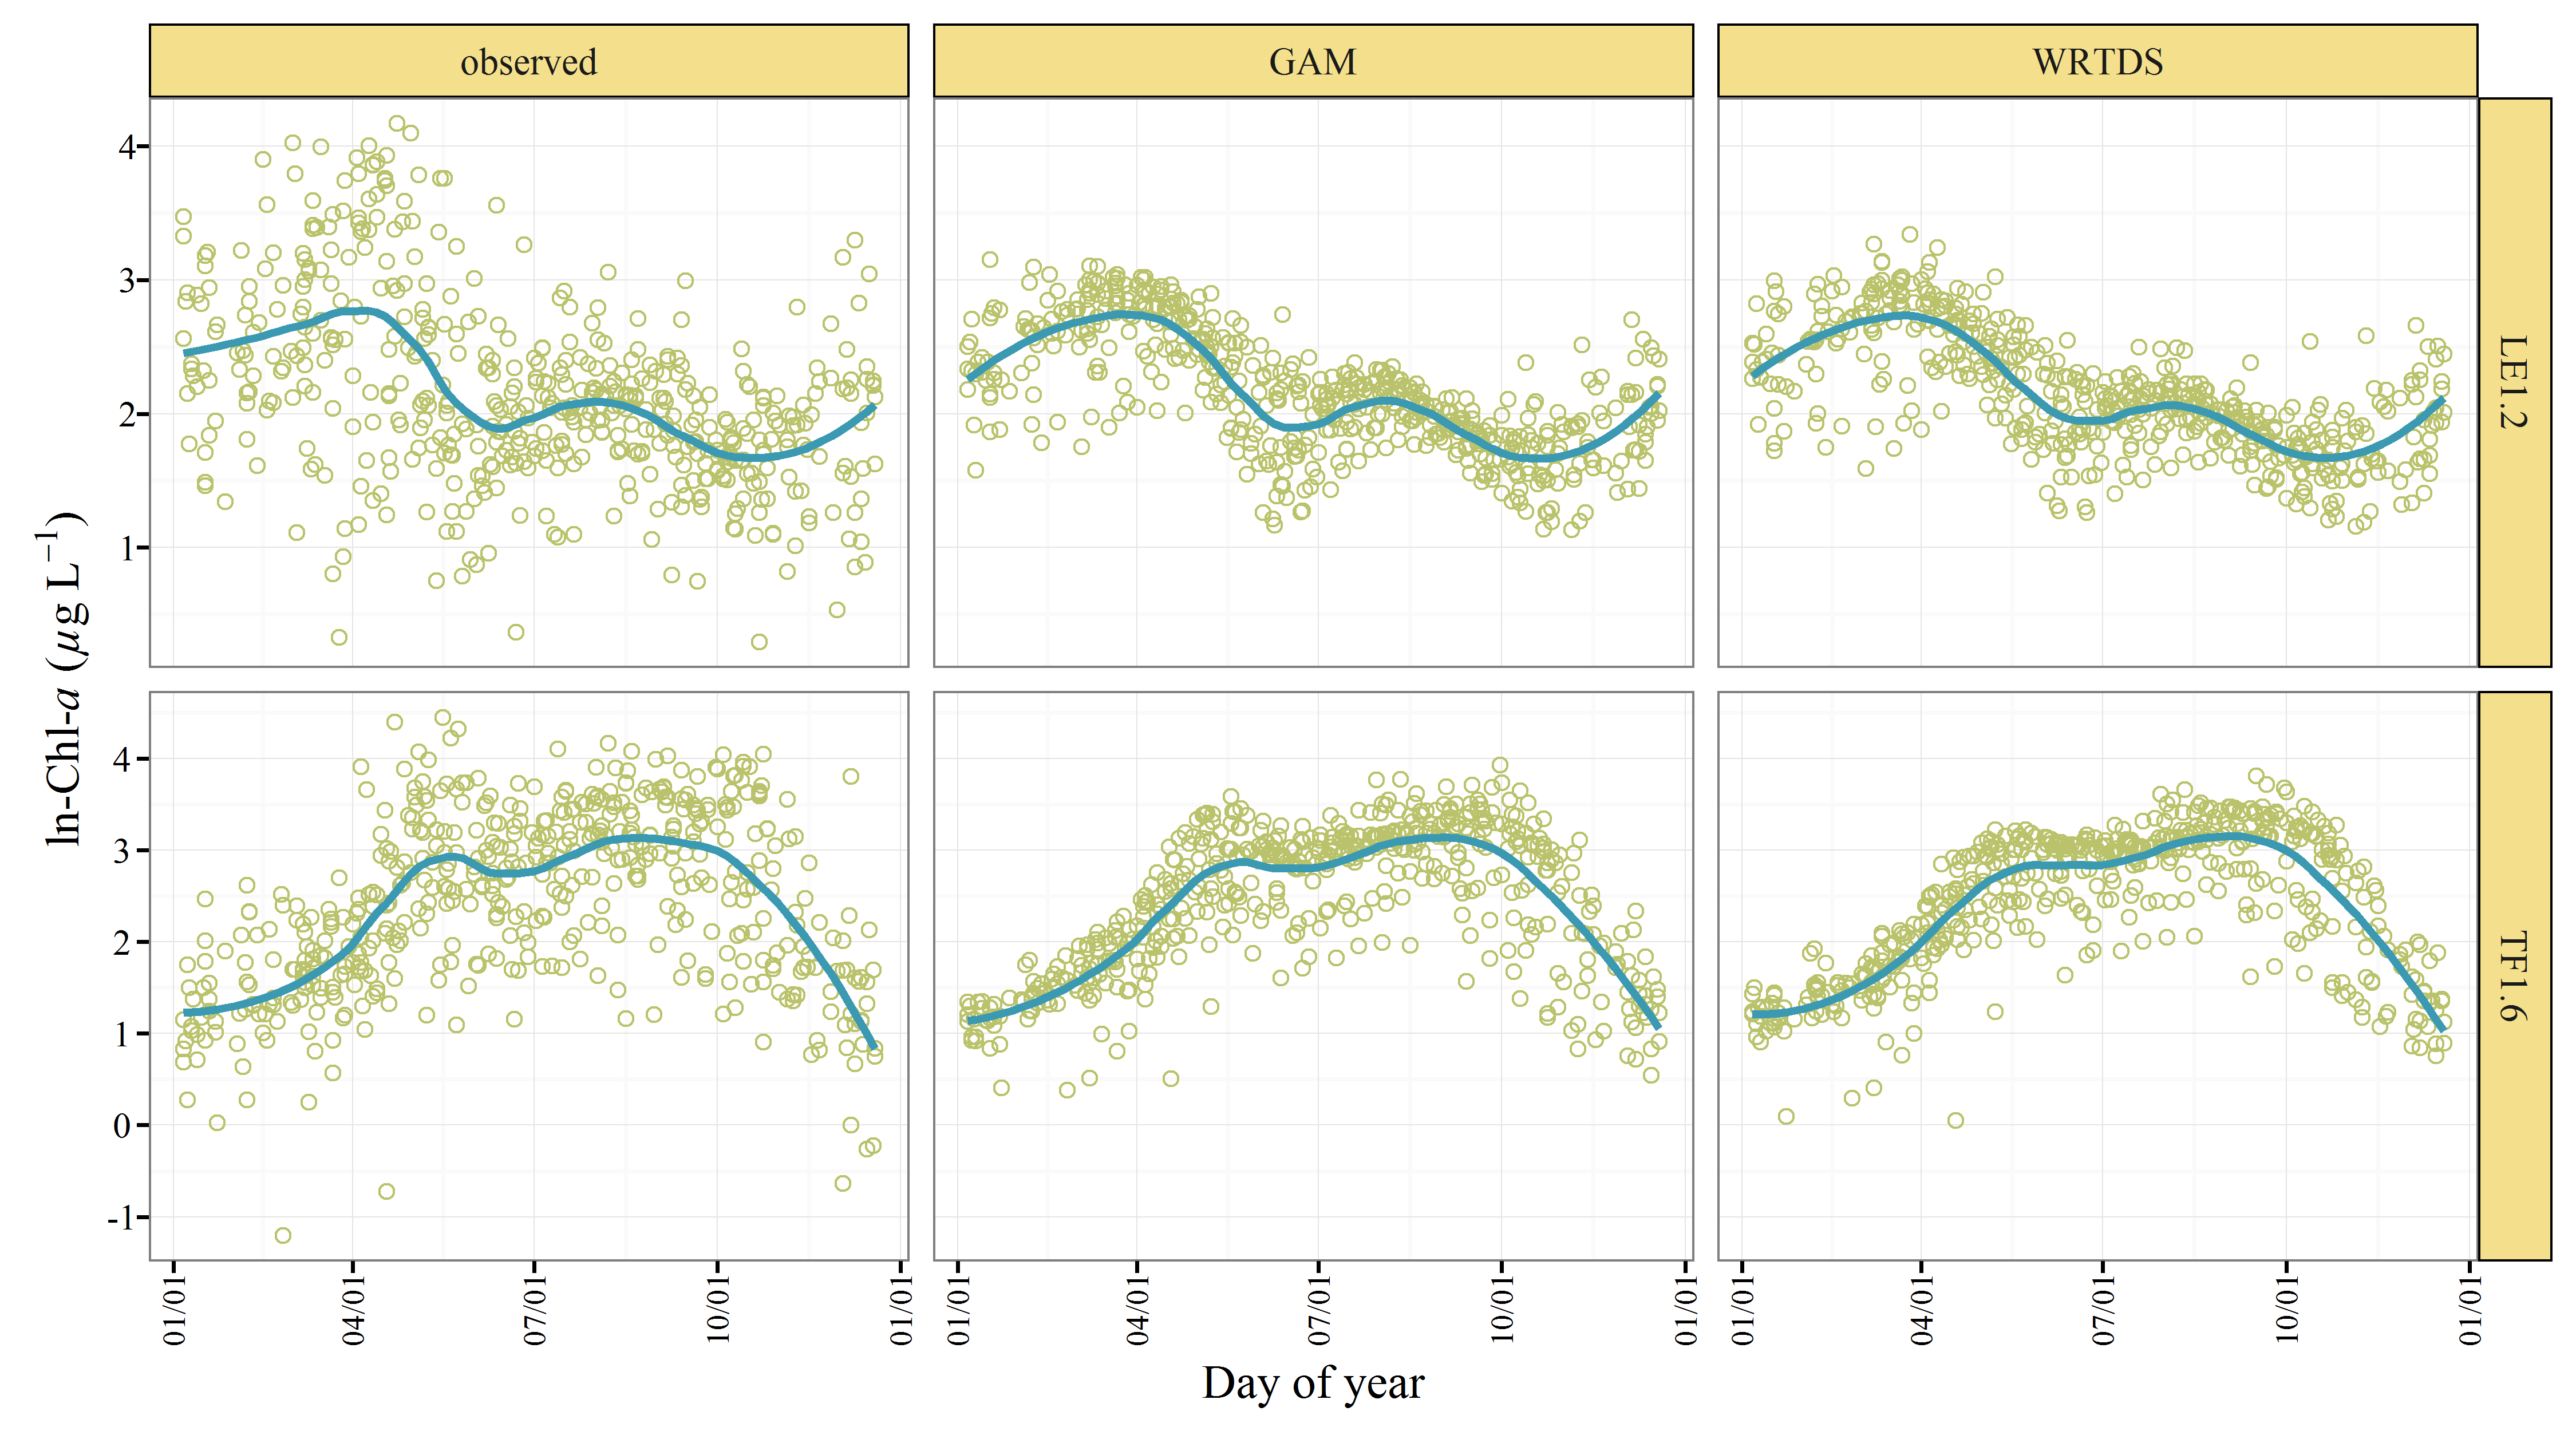 observed GAM WRTDS
4
3
2
1
LE1.2
ln-Chl-a (µg L⁻¹)
4
3
2
1
0
-1
TF1.6
01/01 04/01 07/01 10/01 01/01 01/01 04/01 07/01 10/01 01/01 01/01 04/01 07/01 10/01 01/01
Day of year